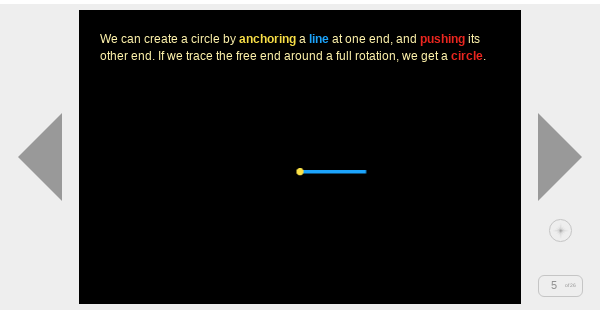 We can create a circle by anchoring a line at one end, and pushing its
other end. If we trace the free end around a full rotation, we get a circle.
5